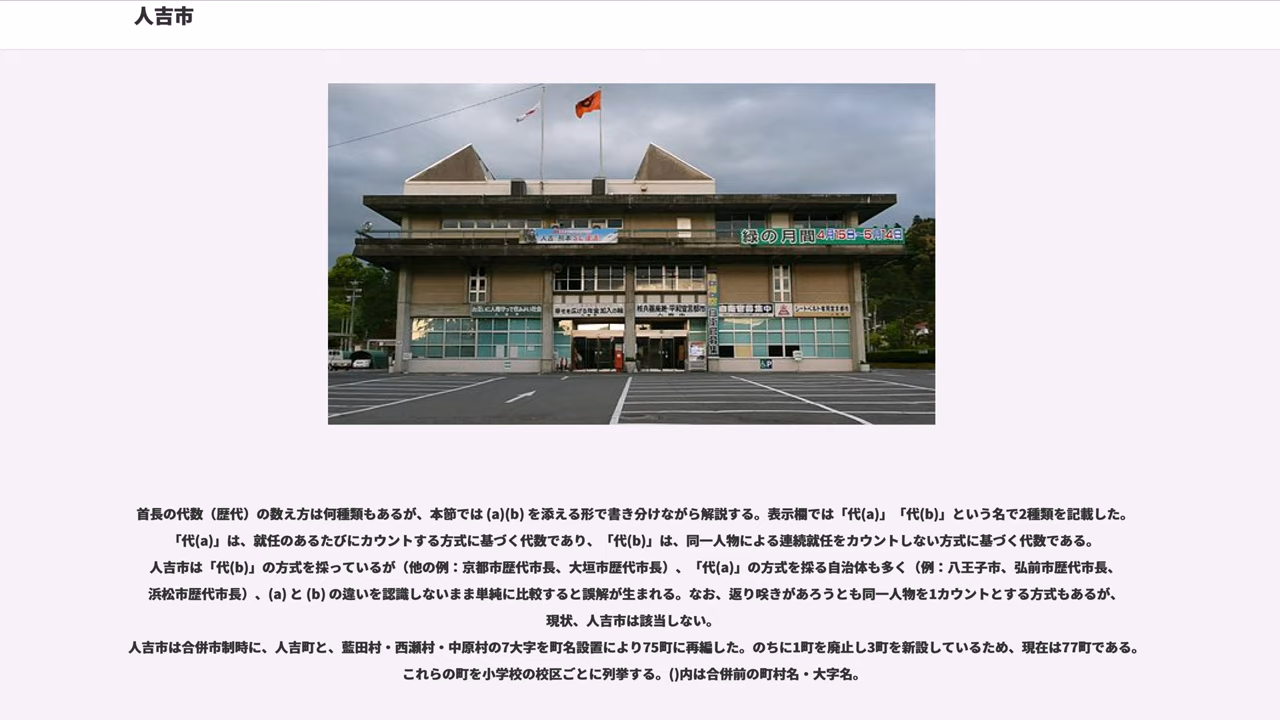 人吉市
緑の月間4月15日-5月14日
首長の代数（歴代）の数え方は何種類もあるが、本節では (a)(b) を添える形で書き分けながら解説する。表示欄では「代(a)」「代(b)」という名で2種類を記載した。
「代(a)」は、就任のあるたびにカウントする方式に基づく代数であり、「代(b)」は、同一人物による連続就任をカウントしない方式に基づく代数である。
人吉市は「代(b)」の方式を採っているが（他の例：京都市歴代市長、大垣市歴代市長）、「代(a)」の方式を採る自治体も多く（例：八王子市、弘前市歴代市長、
浜松市歴代市長）、(a) と (b) の違いを認識しないまま単純に比較すると誤解が生まれる。なお、返り咲きがあろうとも同一人物を1カウントとする方式もあるが、
現状、人吉市は該当しない。
人吉市は合併市制時に、人吉町と、藍田村・西瀬村・中原村の7大字を町名設置により75町に再編した。のちに1町を廃止し3町を新設しているため、現在は77町である。
これらの町を小学校の校区ごとに列挙する。()内は合併前の町村名・大字名。